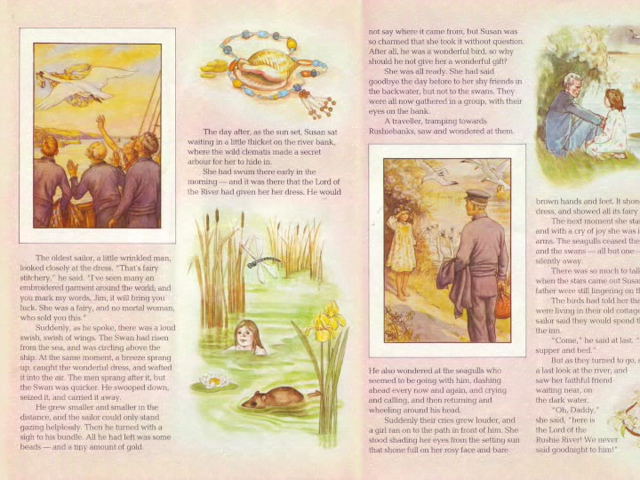 The oldest sailor, a little wrinkled man,
looked closely at the dress. "That's fairy
stitchery," he said. "I've seen many an
embroidered garment around the world, and
you mark my words, Jim, it will bring you
luck. She was a fairy, and no mortal woman,
who sold you this."
Suddenly, as he spoke, there was a loud
swish, swish of wings. The Swan had risen
from the sea, and was circling above the
ship. At the same moment, a breeze sprang
up, caught the wonderful dress, and wafted
it into the air. The men sprang after it, but
the Swan was quicker. He swooped down,
seized it, and carried it away.
He grew smaller and smaller in the
distance, and the sailor could only stand
gazing helplessly. Then he turned with a
sigh to his bundle. All he had left was some
beads — and a tiny amount of gold.
The day after, as the sun set, Susan sat
waiting in a little thicket on the river bank,
where the wild clematis made a secret
arbour for her to hide in.
She had swum there early in the
morning — and it was there that the Lord of
the River had given her her dress. He would
not say where it came from, but Susan was
so charmed that she took it without question.
After all, he was a wonderful bird, so why
should he not give her a wonderful gift?
She was all ready. She had said
goodbye the day before to her shy friends in
the backwater, but not to the swans. They
were all now gathered in a group, with their
eyes on the bank.
A traveller, tramping towards
Rushiebanks, saw and wondered at them.
He also wondered at the seagulls who
seemed to be going with him, dashing
ahead every now and again, and crying
and calling, and then returning and
wheeling around his head.
Suddenly their cries grew louder, and
a girl ran on to the path in front of him. She
stood shading her eyes from the setting sun
that shone full on her rosy face and bare
brown hands and feet. It shone
dress, and showed all its fairy
The next moment she
and with a cry of joy she was i
arms. The seagulls ceased the
and the swans — all but one—
silently away.
There was so much to
when the stars came out Susan
father were still lingering on th
The birds had told her
were living in their old cottage
sailor said they would spend th
the inn.
"Come," he said at last. "
supper and bed."
But as they turned to go,
a last look at the river, and
saw her faithful friend
waiting near, on
the dark water.
"Oh, Daddy,"
she said, "here is
the Lord of the
Rushie River! We never
said goodnight to him!"